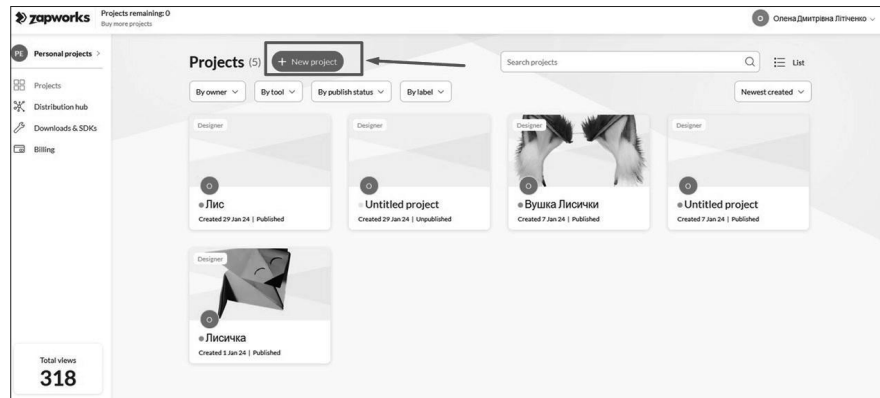 zapworks
Projects remaining: 0
Buy more projects
O Олена Дмитрівна Літіченко
PE Personal projects >
Projects
Distribution hub
Downloads & SDKs
Billing
Total views
318
Projects (5)
+ New project
Search projects
List
By owner
By tool
By publish status
By label
Newest created
Designer
O
Лис
Created 29 Jan 24 | Published
Designer
O
Untitled project
Created 29 Jan 24 | Unpublished
Designer
O
Вушка Лисички
Created 7 Jan 24 | Published
Designer
O
Untitled project
Created 7 Jan 24 | Published
Designer
O
Лисичка
Created 1 Jan 24 | Published